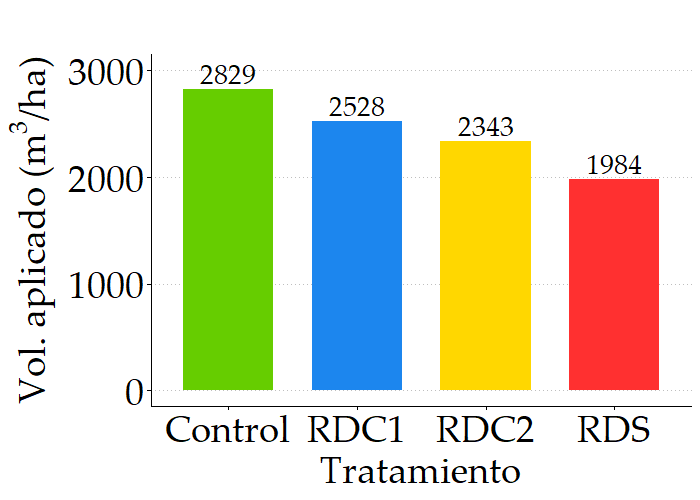 Vol. aplicado (m³/ha)
3000
2000
1000
0
2829
2528
2343
1984
Control RDC1 RDC2 RDS
Tratamiento